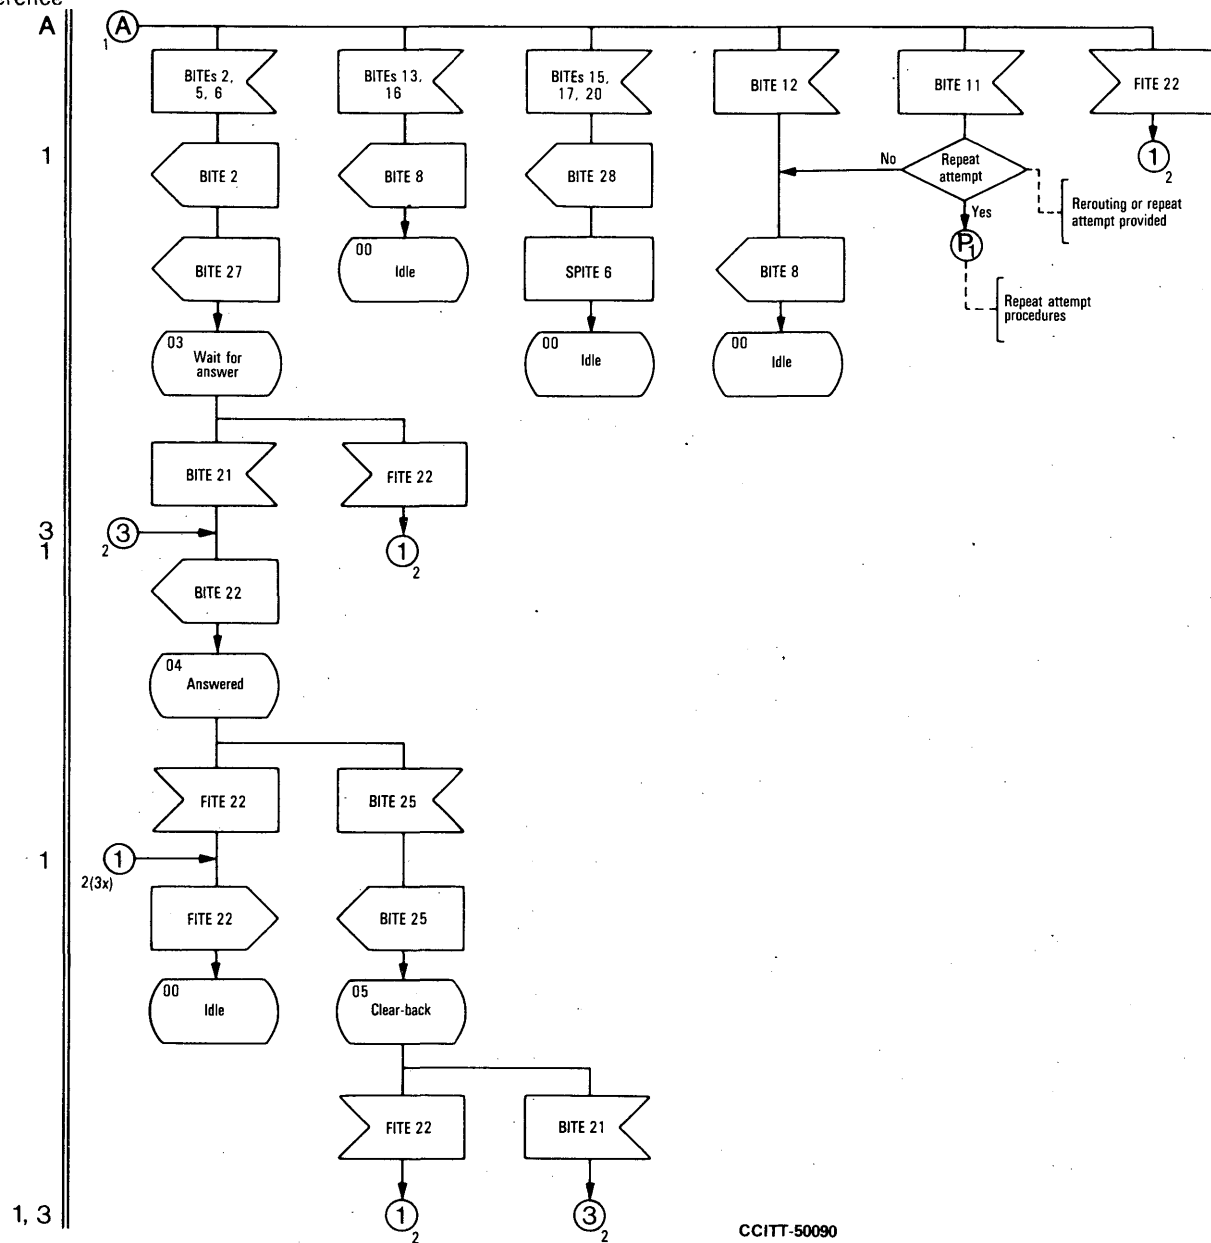 erence
A
A
1
BITEs 2,
5, 6
BITEs 13,
16
BITEs 15,
17, 20
BITE 12
BITE 11
FITE 22
1
BITE 2
BITE 8
BITE 28
No
Repeat
attempt
Yes
1
2
Rerouting or repeat
attempt provided
BITE 27
00
Idle
SPITE 6
BITE 8
P1
Repeat attempt
procedures
03
Wait for
answer
00
Idle
00
Idle
BITE 21
FITE 22
3
1
2
3
1
2
BITE 22
04
Answered
FITE 22
BITE 25
1
1
2(3x)
FITE 22
BITE 25
00
Idle
05
Clear-back
FITE 22
BITE 21
1, 3
1
2
3
2
CCITT-50090